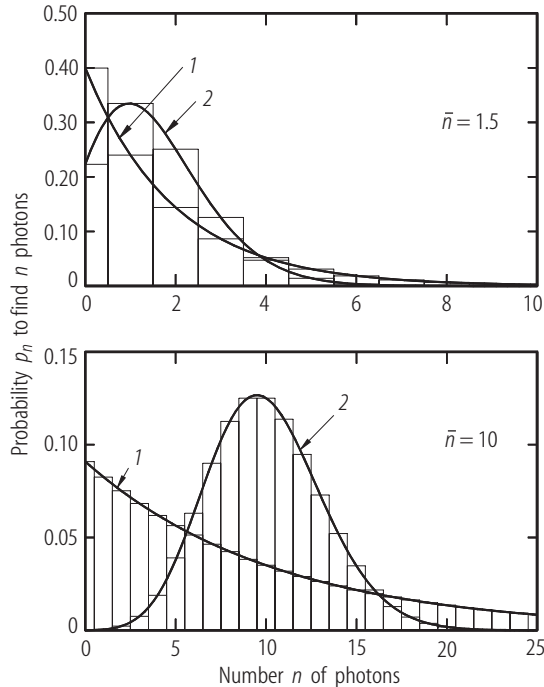 0.50
0.40
0.30
0.20
0.10
0
1
2
n̄ = 1.5
0 2 4 6 8 10
Probability pn to find n photons
0.15
0.10
0.05
0
1
2
n̄ = 10
0 5 10 15 20 25
Number n of photons